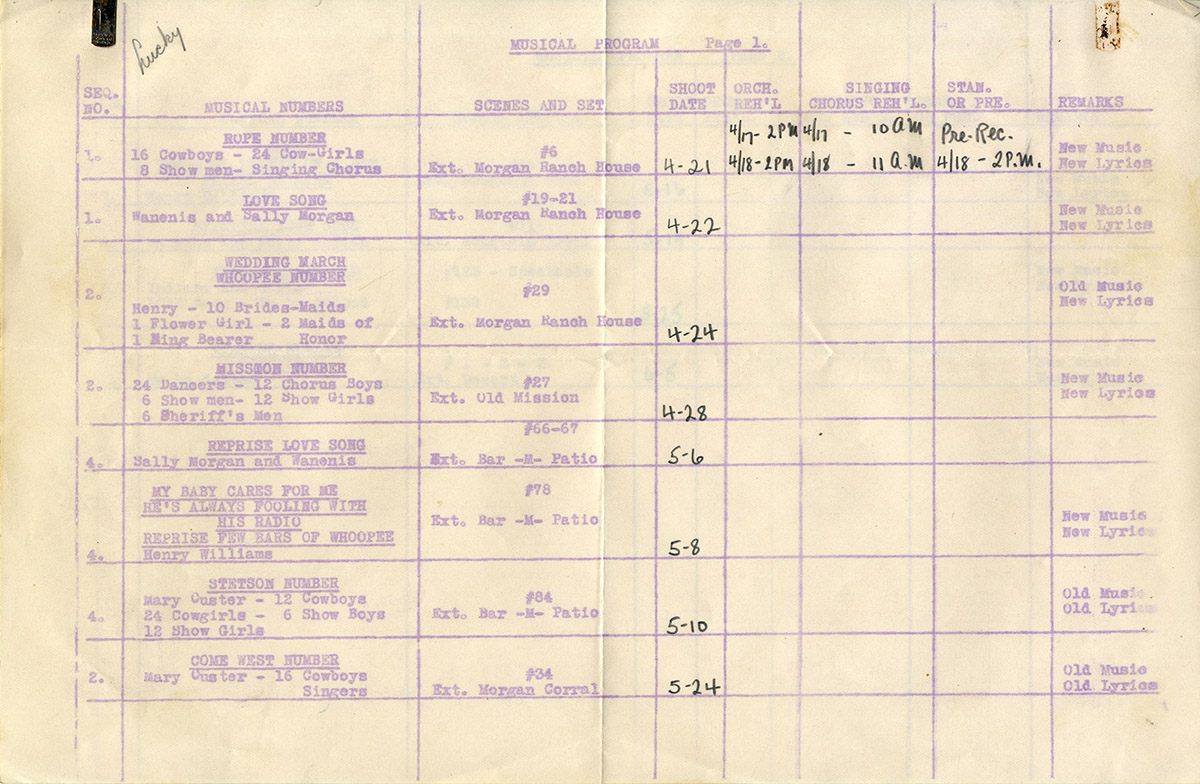 Lucky
MUSICAL PROGRAM Page 1.
SEQ. NO. MUSICAL NUMBERS SCENES AND SET SHOOT DATE ORCH. REH'L SINGING CHORUS REH'L. STAN. OR PRE. REMARKS
ROPE NUMBER 4/17- 2PM 4/17 - 10 AM Pre-Rec.
1. 16 Cowboys - 24 Cow-Girls #6 New Music
8 Show men- Singing Chorus Ext. Morgan Ranch House 4-21 4/18-2PM 4/18 - 11 A.M 4/18 - 2 P.M. New Lyrics
LOVE SONG #19-21
1. Wanenis and Sally Morgan Ext. Morgan Ranch House 4-22 New Music
New Lyrics
WEDDING MARCH
WHOOPEE NUMBER
2. #29 Old Music
Henry - 10 Brides-Maids New Lyrics
1 Flower Girl - 2 Maids of Ext. Morgan Ranch House 4-24
1 Ring Bearer Honor
MISSION NUMBER
2. 24 Dancers - 12 Chorus Boys #27 New Music
6 Show men- 12 Show Girls Ext. Old Mission New Lyrics
6 Sheriff's Men 4-28
#66-67
REPRISE LOVE SONG
4. Sally Morgan and Wanenis Ext. Bar -M- Patio 5-6
MY BABY CARES FOR ME #78
HE'S ALWAYS FOOLING WITH
HIS RADIO Ext. Bar -M- Patio New Music
REPRISE FEW BARS OF WHOOPEE New Lyrics
4. Henry Williams 5-8
STETSON NUMBER
Mary Custer - 12 Cowboys #84 Old Music
4. 24 Cowgirls - 6 Show Boys Ext. Bar -M- Patio Old Lyrics
12 Show Girls 5-10
COME WEST NUMBER
2. Mary Custer - 16 Cowboys #34 Old Music
Singers Ext. Morgan Corral 5-24 Old Lyrics